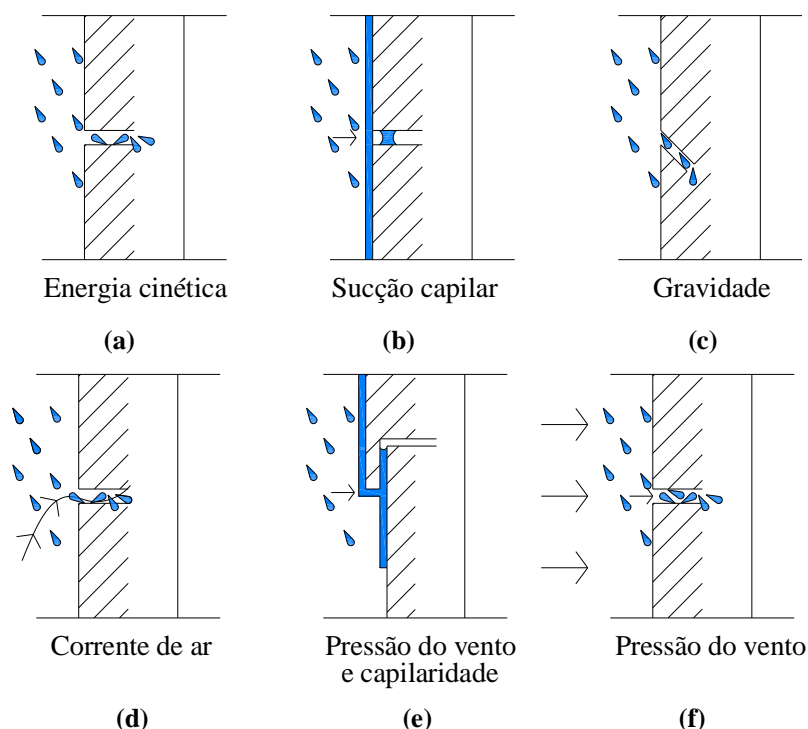 Energia cinética
Sucção capilar
Gravidade
(a)
(b)
(c)
Corrente de ar
Pressão do vento
e capilaridade
Pressão do vento
(d)
(e)
(f)